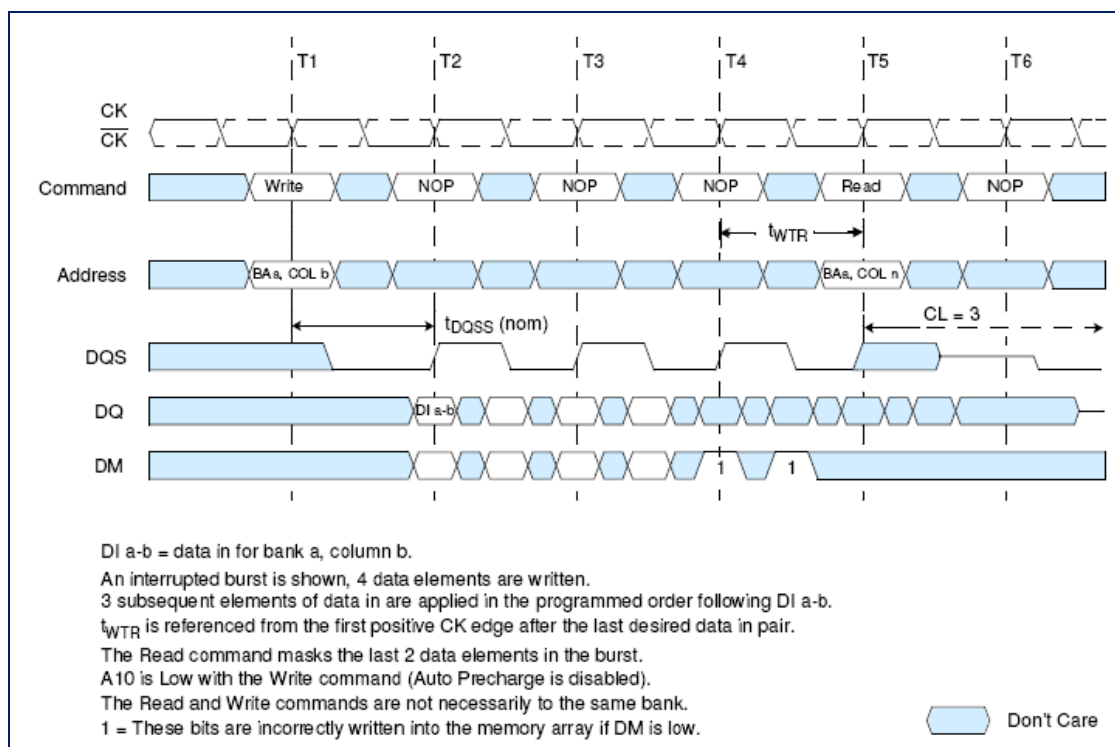 T1 T2 T3 T4 T5 T6
CK
CK
Command Write NOP NOP NOP Read NOP
tWTR
Address BAa, COL b BAa, COL n
tDQSS (nom) CL = 3
DQS
DQ DI a-b
DM 1 1
DI a-b = data in for bank a, column b.
An interrupted burst is shown, 4 data elements are written.
3 subsequent elements of data in are applied in the programmed order following DI a-b.
tWTR is referenced from the first positive CK edge after the last desired data in pair.
The Read command masks the last 2 data elements in the burst.
A10 is Low with the Write command (Auto Precharge is disabled).
The Read and Write commands are not necessarily to the same bank.
1 = These bits are incorrectly written into the memory array if DM is low.
Don't Care